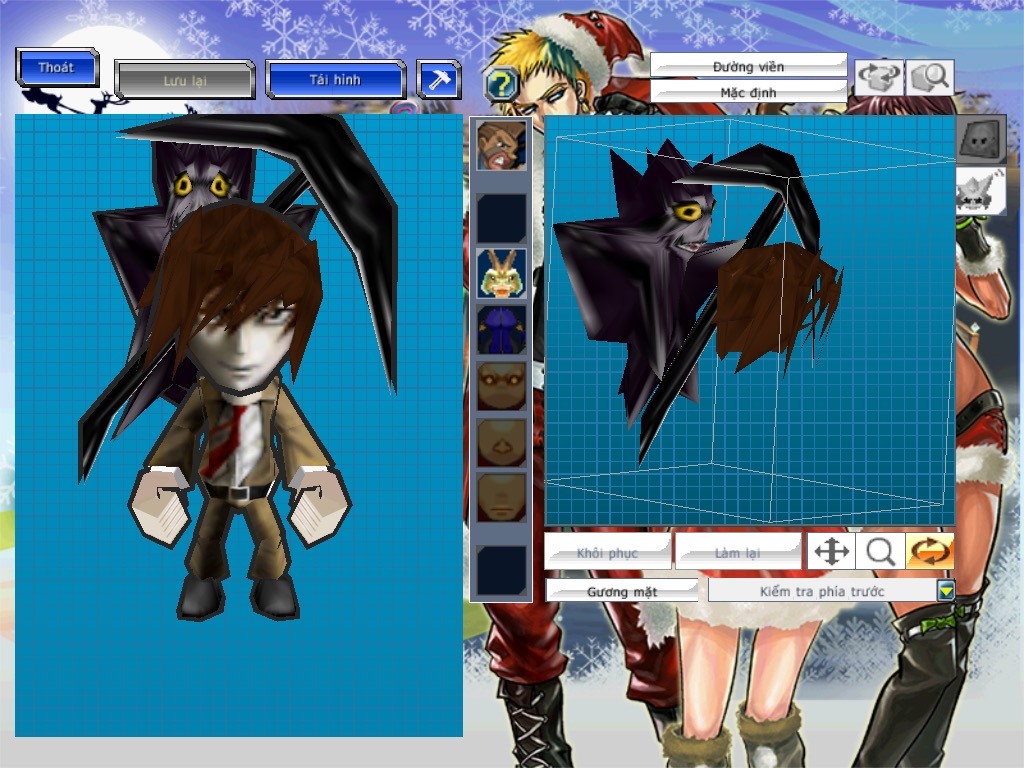 Thoát
Lưu lại
Tải hình
Đường viền
Mặc định
Khôi phục
Làm lại
Gương mặt
Kiểm tra phía trước